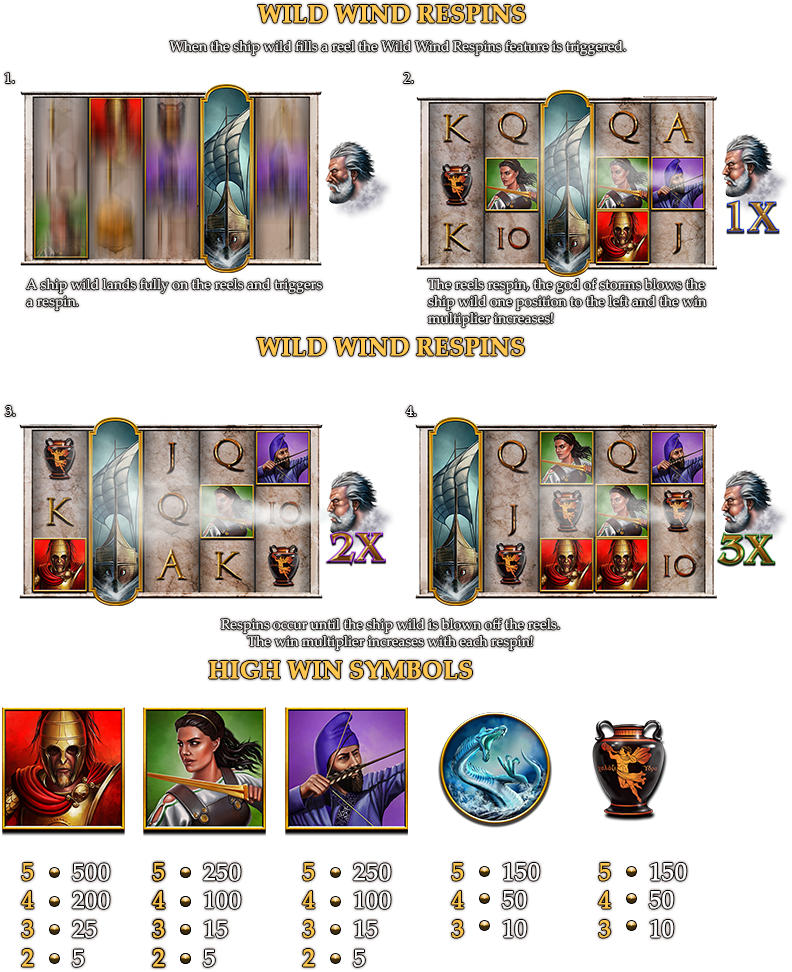 WILD WIND RESPINS
When the ship wild fills a reel the Wild Wind Respins feature is triggered.
1.
2.
K Q Q A
K 10 J
1X
A ship wild lands fully on the reels and triggers
a respin.
The reels respin, the god of storms blows the
ship wild one position to the left and the win
multiplier increases!
WILD WIND RESPINS
3.
4.
J Q
K Q 10
A K
2X
Q Q
J
10
3X
Respins occur until the ship wild is blown off the reels.
The win multiplier increases with each respin!
HIGH WIN SYMBOLS
5 • 500
4 • 200
3 • 25
2 • 5
5 • 250
4 • 100
3 • 15
2 • 5
5 • 250
4 • 100
3 • 15
2 • 5
5 • 150
4 • 50
3 • 10
5 • 150
4 • 50
3 • 10